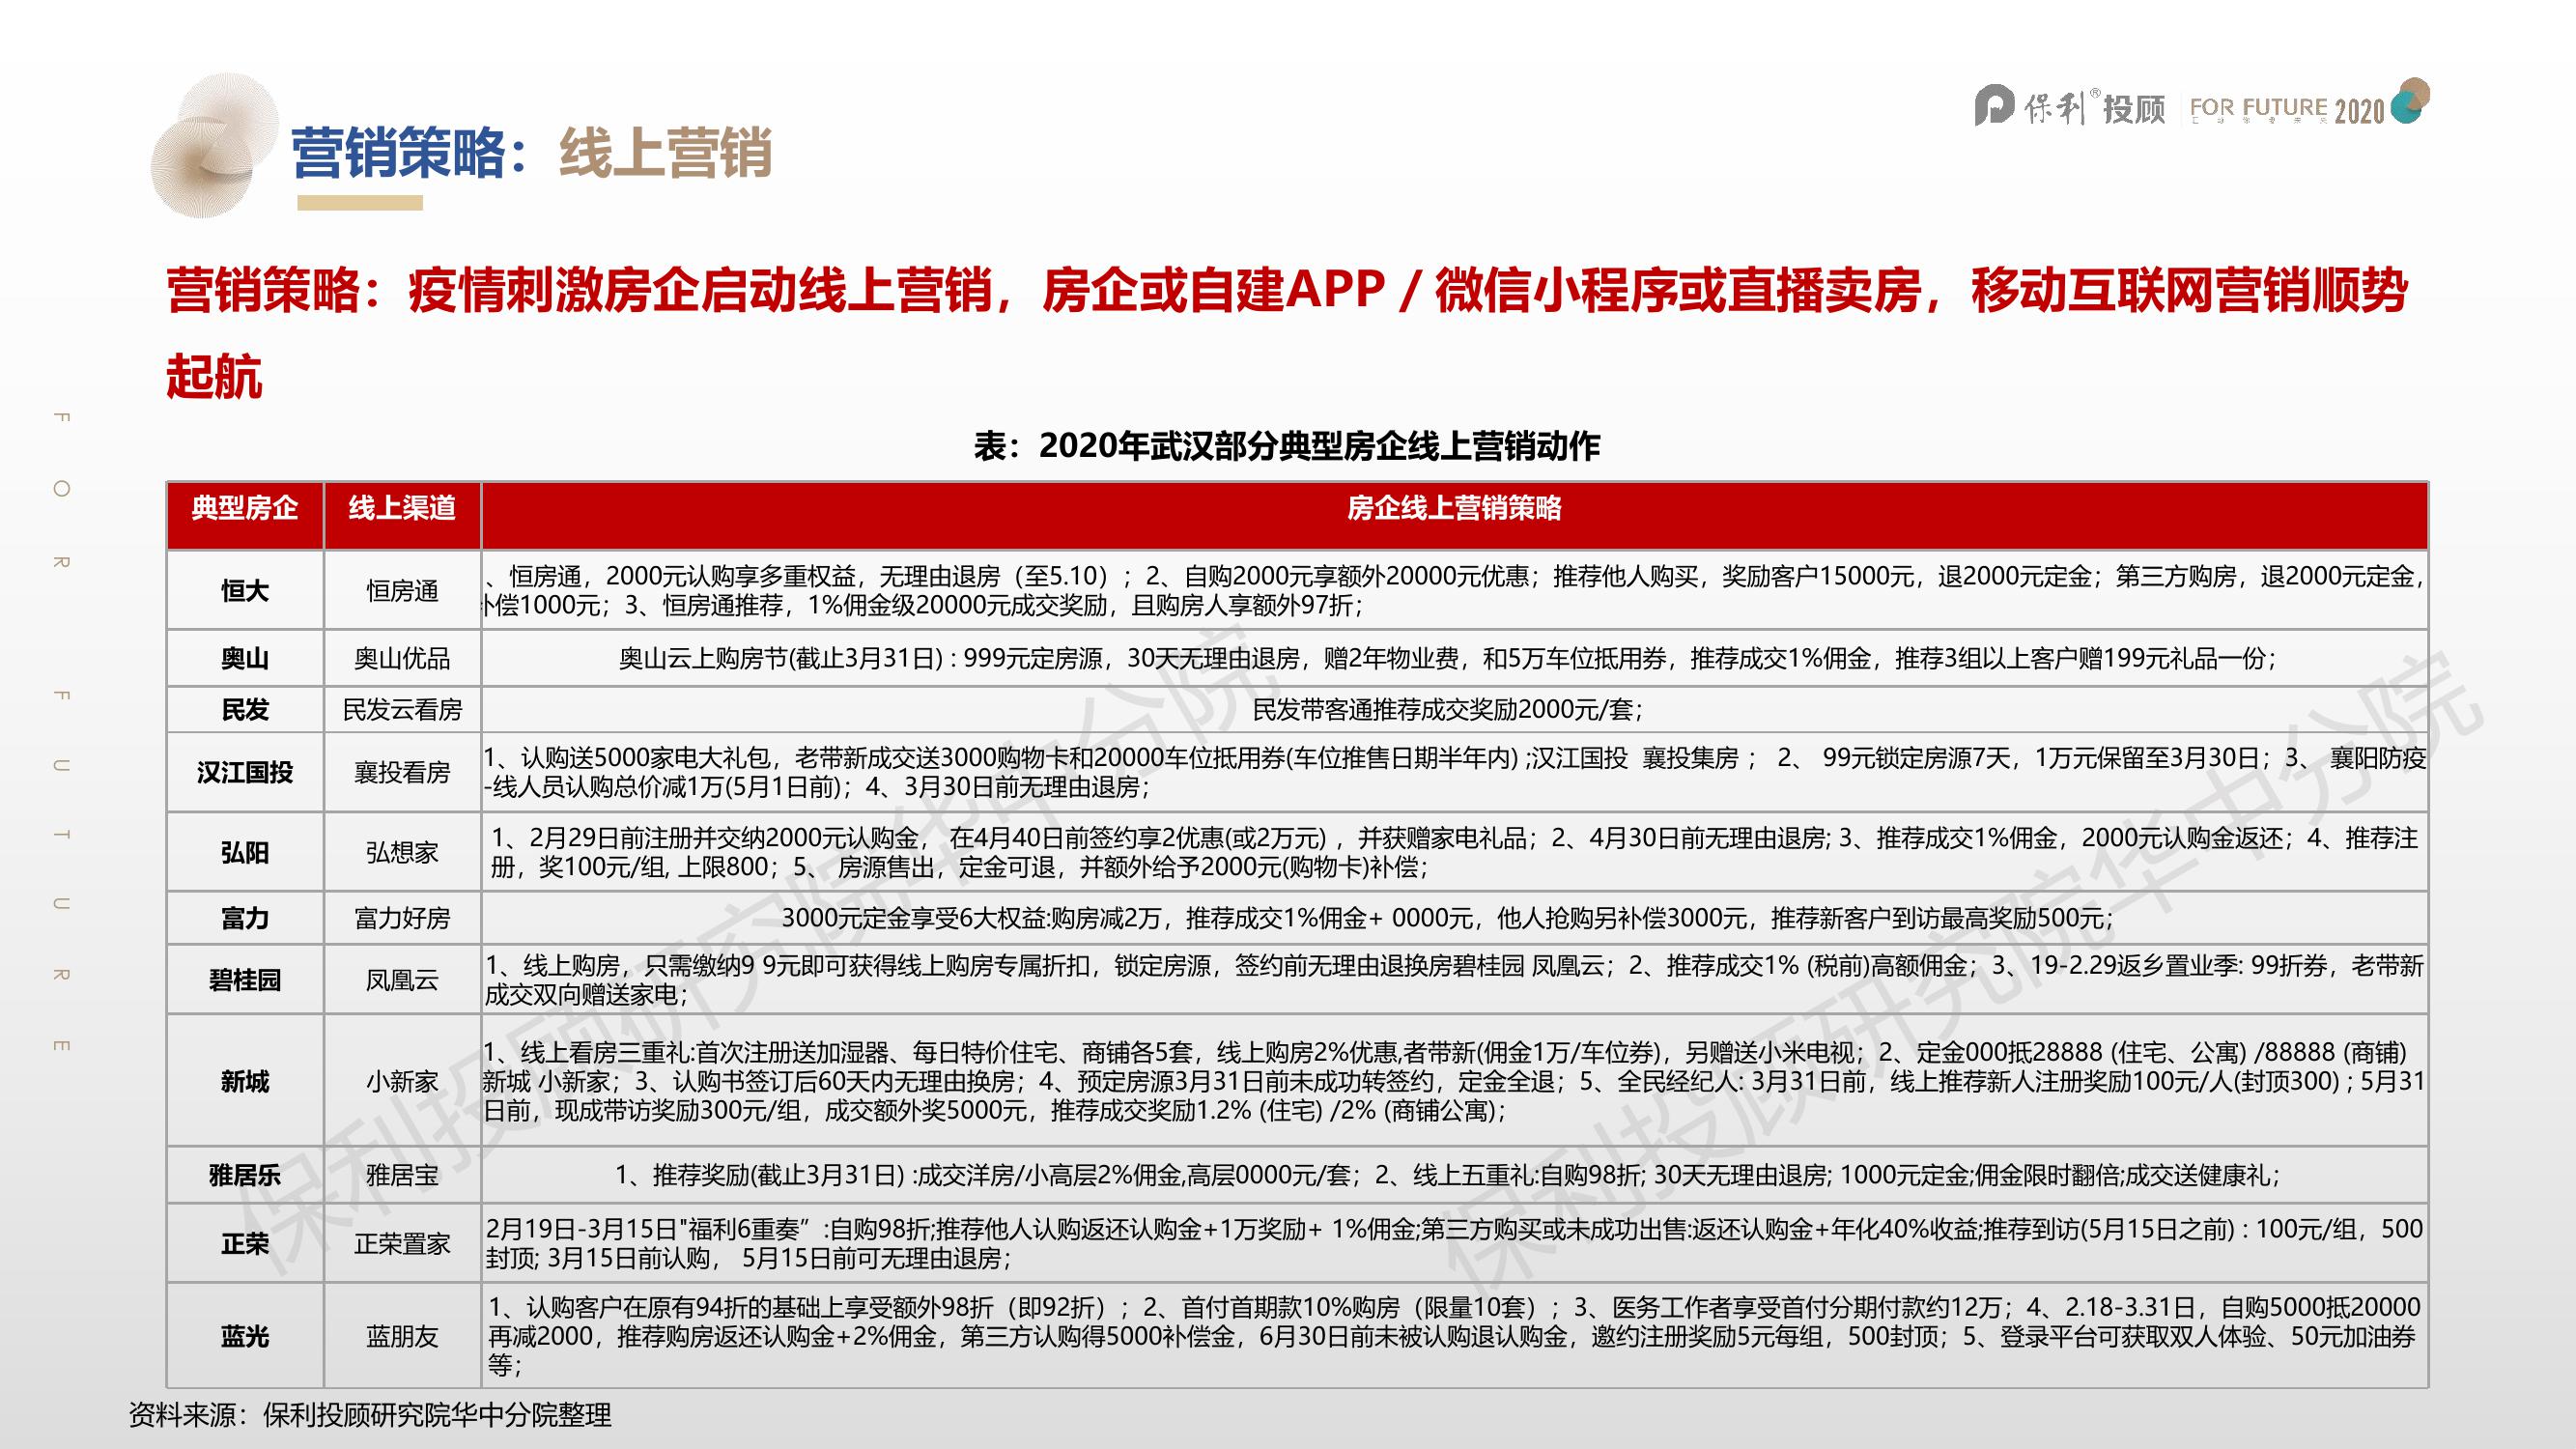 保利®投顾 FOR FUTURE 2020
营销策略：线上营销
营销策略：疫情刺激房企启动线上营销，房企或自建APP / 微信小程序或直播卖房，移动互联网营销顺势
起航
FOR FUTURE
表：2020年武汉部分典型房企线上营销动作
典型房企 线上渠道 房企线上营销策略
恒大 恒房通 、恒房通，2000元认购享多重权益，无理由退房（至5.10）；2、自购2000元享额外20000元优惠；推荐他人购买，奖励客户15000元，退2000元定金；第三方购房，退2000元定金，
补偿1000元；3、恒房通推荐，1%佣金级20000元成交奖励，且购房人享额外97折；
奥山 奥山优品 奥山云上购房节(截止3月31日) : 999元定房源，30天无理由退房，赠2年物业费，和5万车位抵用券，推荐成交1%佣金，推荐3组以上客户赠199元礼品一份；
民发 民发云看房 民发带客通推荐成交奖励2000元/套；
汉江国投 襄投看房 1、认购送5000家电大礼包，老带新成交送3000购物卡和20000车位抵用券(车位推售日期半年内) ;汉江国投 襄投集房 ； 2、 99元锁定房源7天，1万元保留至3月30日；3、 襄阳防疫
-线人员认购总价减1万(5月1日前)；4、3月30日前无理由退房；
弘阳 弘想家 1、2月29日前注册并交纳2000元认购金， 在4月40日前签约享2优惠(或2万元) ，并获赠家电礼品；2、4月30日前无理由退房; 3、推荐成交1%佣金，2000元认购金返还；4、推荐注
册，奖100元/组, 上限800；5、 房源售出，定金可退，并额外给予2000元(购物卡)补偿；
富力 富力好房 3000元定金享受6大权益:购房减2万，推荐成交1%佣金+ 0000元，他人抢购另补偿3000元，推荐新客户到访最高奖励500元；
碧桂园 凤凰云 1、线上购房，只需缴纳9 9元即可获得线上购房专属折扣，锁定房源，签约前无理由退换房碧桂园 凤凰云；2、推荐成交1% (税前)高额佣金；3、19-2.29返乡置业季: 99折券，老带新
成交双向赠送家电；
新城 小新家 1、线上看房三重礼:首次注册送加湿器、每日特价住宅、商铺各5套，线上购房2%优惠,者带新(佣金1万/车位券)，另赠送小米电视；2、定金000抵28888 (住宅、公寓) /88888 (商铺)
新城 小新家；3、认购书签订后60天内无理由换房；4、预定房源3月31日前未成功转签约，定金全退；5、全民经纪人: 3月31日前，线上推荐新人注册奖励100元/人(封顶300) ; 5月31
日前，现成带访奖励300元/组，成交额外奖5000元，推荐成交奖励1.2% (住宅) /2% (商铺公寓)；
雅居乐 雅居宝 1、推荐奖励(截止3月31日) :成交洋房/小高层2%佣金,高层0000元/套；2、线上五重礼:自购98折; 30天无理由退房; 1000元定金;佣金限时翻倍;成交送健康礼；
正荣 正荣置家 2月19日-3月15日"福利6重奏” :自购98折;推荐他人认购返还认购金+1万奖励+ 1%佣金;第三方购买或未成功出售:返还认购金+年化40%收益;推荐到访(5月15日之前) : 100元/组，500
封顶; 3月15日前认购， 5月15日前可无理由退房；
蓝光 蓝朋友 1、认购客户在原有94折的基础上享受额外98折（即92折）；2、首付首期款10%购房（限量10套）；3、医务工作者享受首付分期付款约12万；4、2.18-3.31日，自购5000抵20000
再减2000，推荐购房返还认购金+2%佣金，第三方认购得5000补偿金，6月30日前未被认购退认购金，邀约注册奖励5元每组，500封顶；5、登录平台可获取双人体验、50元加油券
等；
保利投顾研究院华中分院
保利投顾研究院华中分院
资料来源：保利投顾研究院华中分院整理